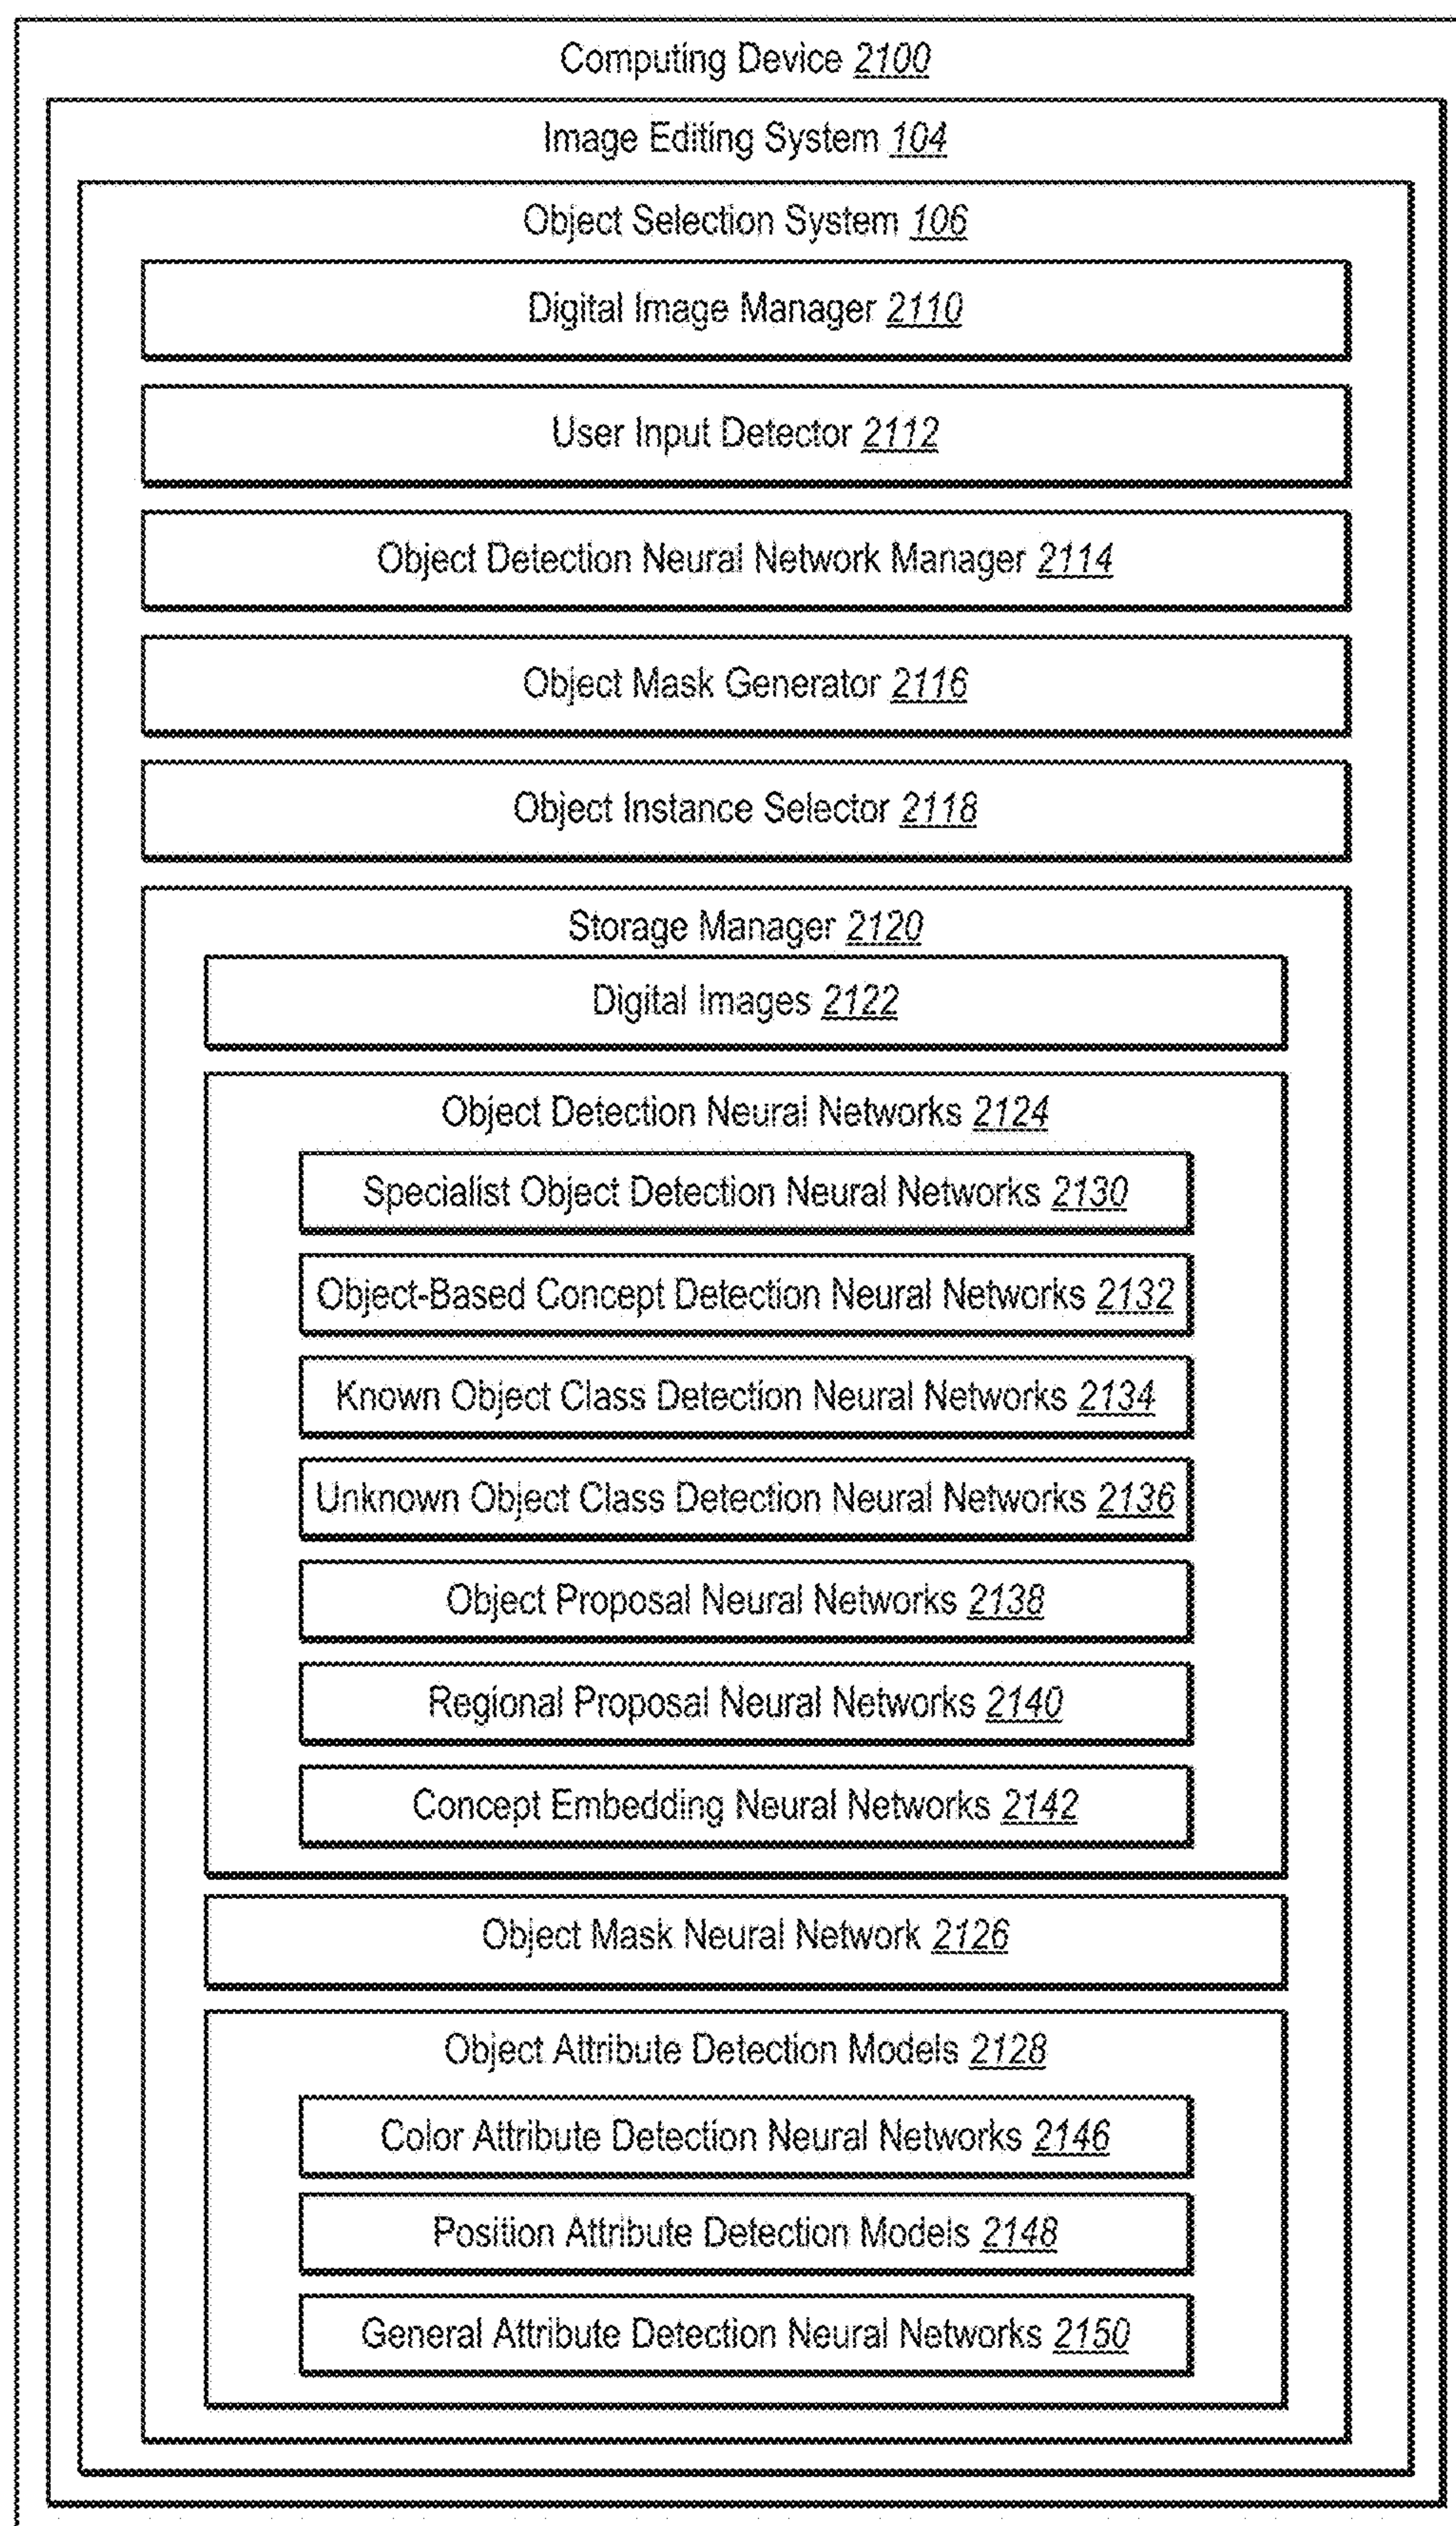 Computing Device 2100
Image Editing System 104
Object Selection System 106
Digital Image Manager 2110
User Input Detector 2112
Object Detection Neural Network Manager 2114
Object Mask Generator 2116
Object Instance Selector 2118
Storage Manager 2120
Digital Images 2122
Object Detection Neural Networks 2124
Specialist Object Detection Neural Networks 2130
Object-Based Concept Detection Neural Networks 2132
Known Object Class Detection Neural Networks 2134
Unknown Object Class Detection Neural Networks 2136
Object Proposal Neural Networks 2138
Regional Proposal Neural Networks 2140
Concept Embedding Neural Networks 2142
Object Mask Neural Network 2126
Object Attribute Detection Models 2128
Color Attribute Detection Neural Networks 2146
Position Attribute Detection Models 2148
General Attribute Detection Neural Networks 2150